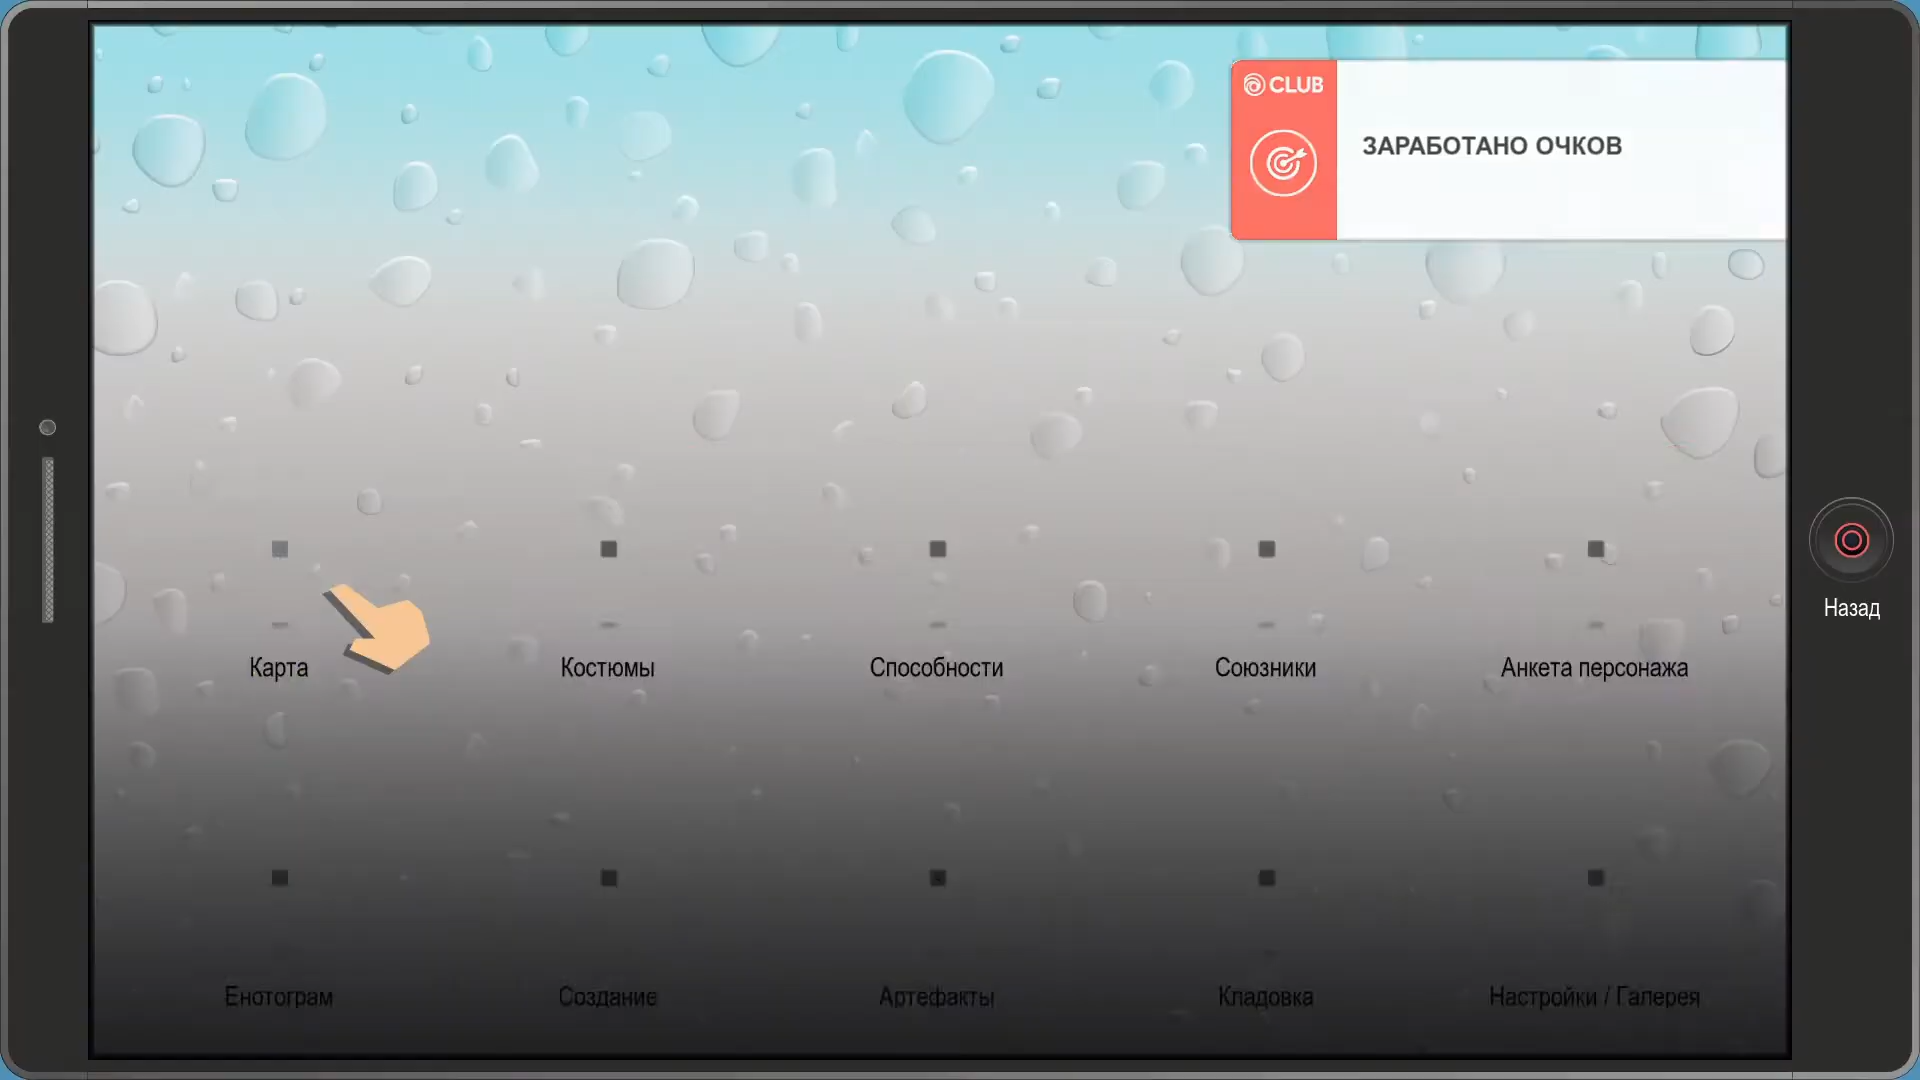 CLUB
ЗАРАБОТАНО ОЧКОВ
Назад
Карта
Костюмы
Способности
Союзники
Анкета персонажа
Енотограм
Создание
Артефакты
Кладовка
Настройки / Галерея